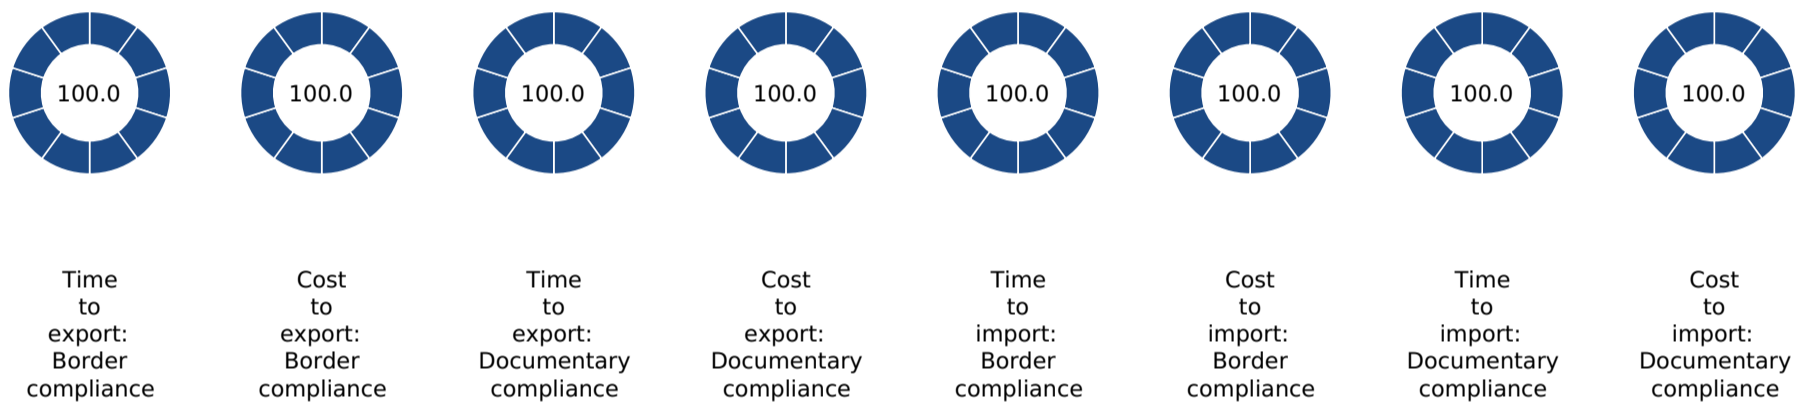 100.0 100.0 100.0 100.0 100.0 100.0 100.0 100.0
Time
to
export:
Border
compliance
Cost
to
export:
Border
compliance
Time
to
export:
Documentary
compliance
Cost
to
export:
Documentary
compliance
Time
to
import:
Border
compliance
Cost
to
import:
Border
compliance
Time
to
import:
Documentary
compliance
Cost
to
import:
Documentary
compliance